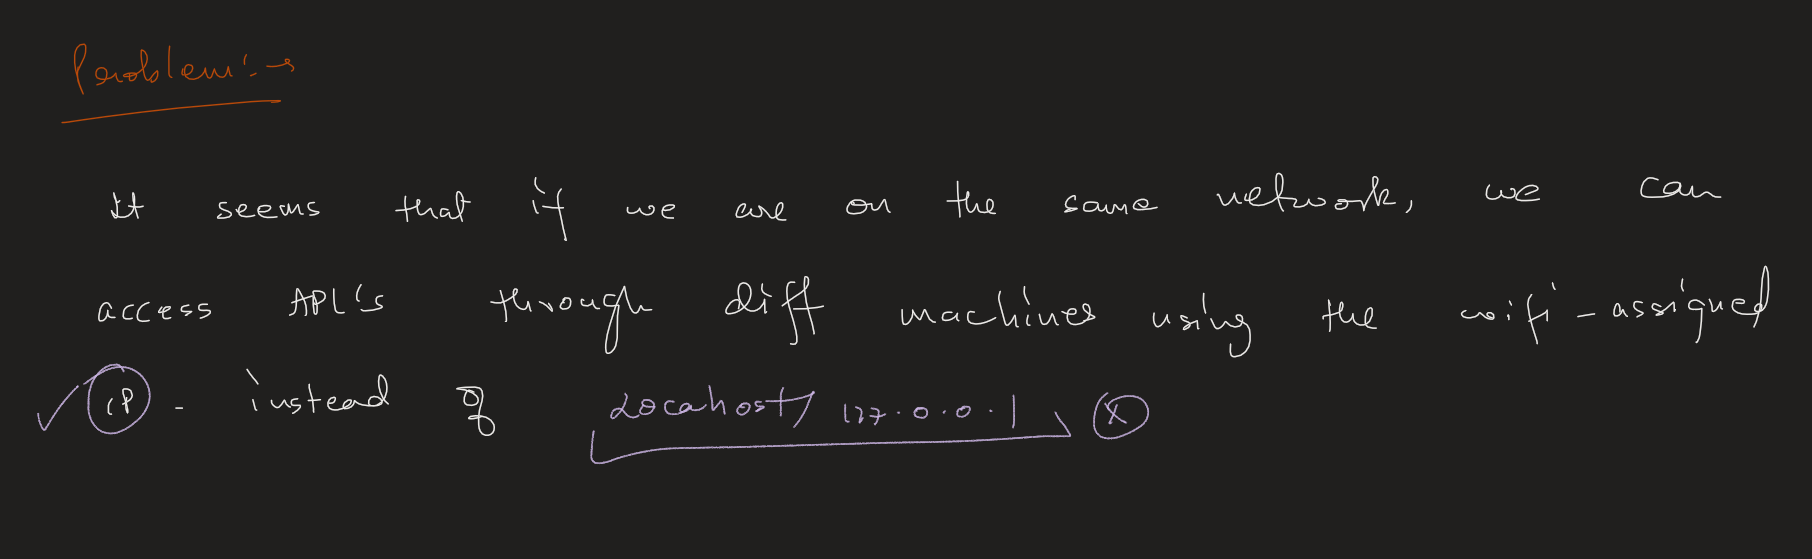 Problem:→
It seems that if we are on the same network, we can
access API's through diff machines using the wifi-assigned
✓ IP - instead of Locahost/ 127.0.0.1 X